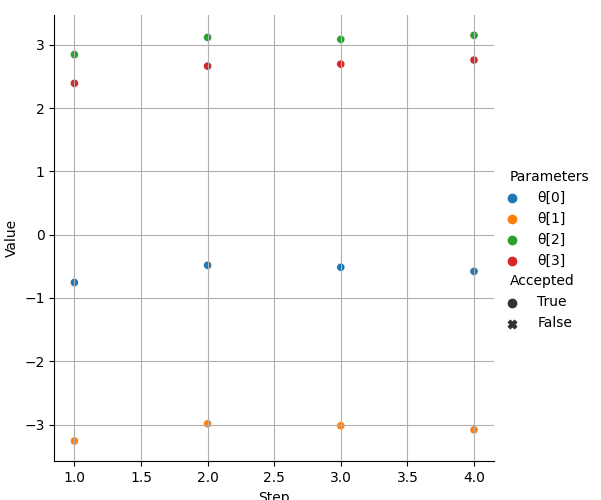 3
2
1
0
−1
−2
−3
Value
1.0
1.5
2.0
2.5
3.0
3.5
4.0
Step
Parameters
θ[0]
θ[1]
θ[2]
θ[3]
Accepted
True
False